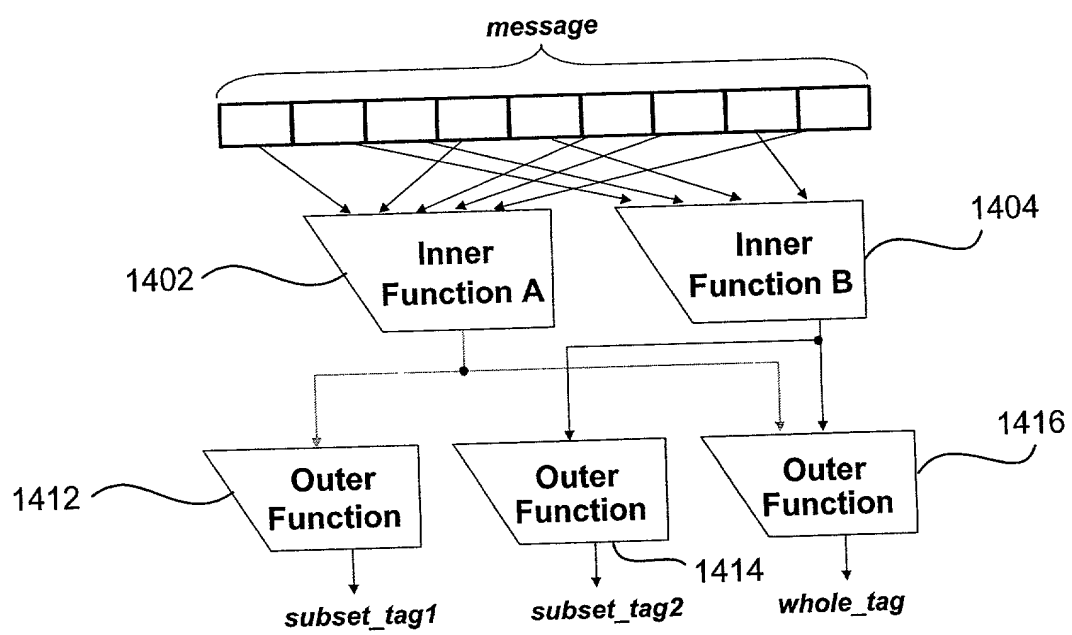 message
1404
Inner
Function A
Inner
Function B
1402
1416
Outer
Function
Outer
Function
Outer
Function
1412
1414
subset_tag1
subset_tag2
whole_tag